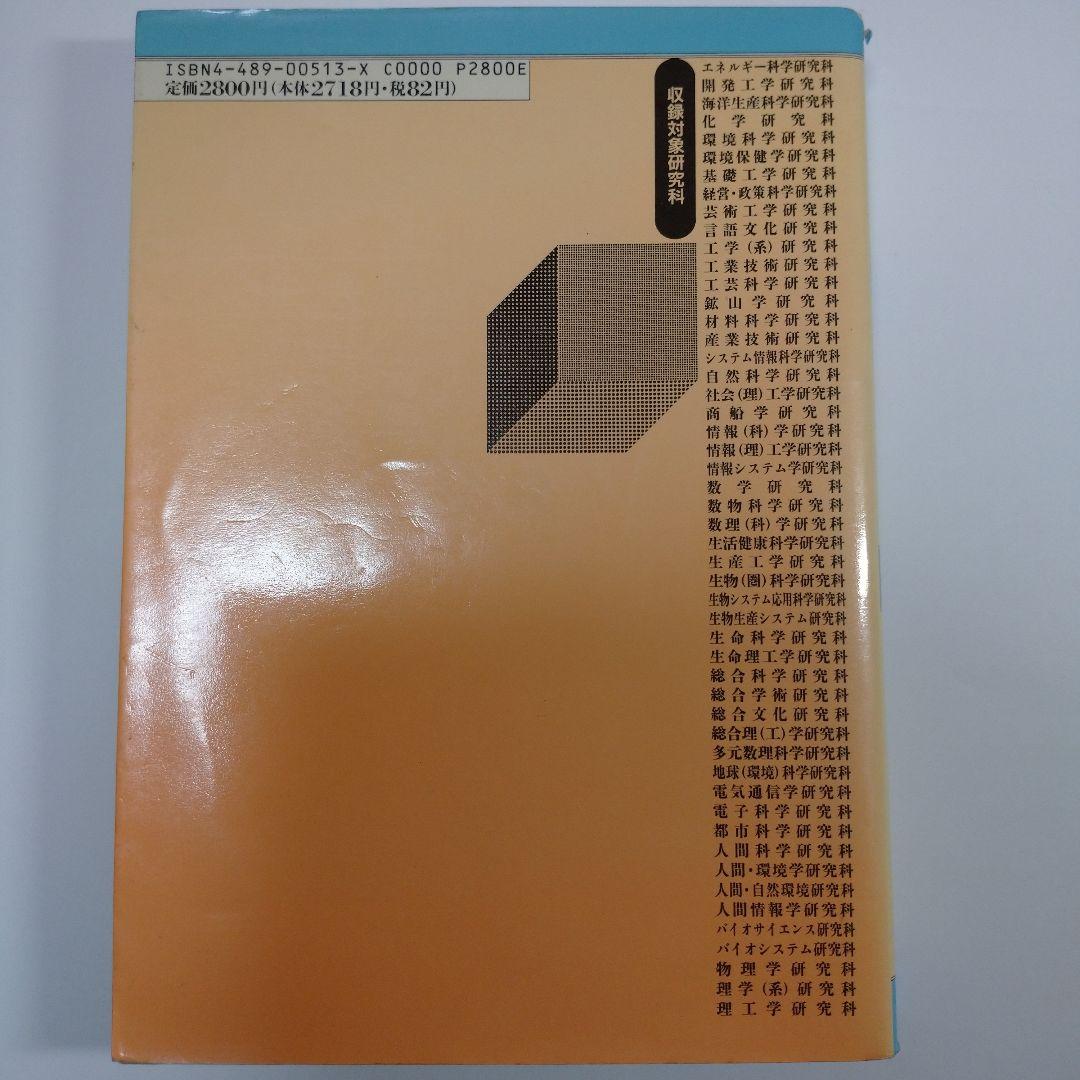 ISBN4-489-00513-X C0000 P2800E
定価2800円(本体2718円・税82円)
収録対象研究科
エネルギー科学研究科
開発工学研究科
海洋生産科学研究科
化学研究科
環境科学研究科
環境保健学研究科
基礎工学研究科
経営・政策科学研究科
芸術工学研究科
言語文化研究科
工学(系)研究科
工業技術研究科
工芸科学研究科
鉱山学研究科
材料科学研究科
産業技術研究科
システム情報科学研究科
自然科学研究科
社会(理)工学研究科
商船学研究科
情報(科)学研究科
情報(理)工学研究科
情報システム学研究科
数学研究科
数物科学研究科
数理(科)学研究科
生活健康科学研究科
生産工学研究科
生物(圏)科学研究科
生物システム応用科学研究科
生物生産システム研究科
生命科学研究科
生命理工学研究科
総合科学研究科
総合学術研究科
総合文化研究科
総合理(工)学研究科
多元数理科学研究科
地球(環境)科学研究科
電気通信学研究科
電子科学研究科
都市科学研究科
人間科学研究科
人間・環境学研究科
人間・自然環境研究科
人間情報学研究科
バイオサイエンス研究科
バイオシステム研究科
物理学研究科
理学(系)研究科
理工学研究科